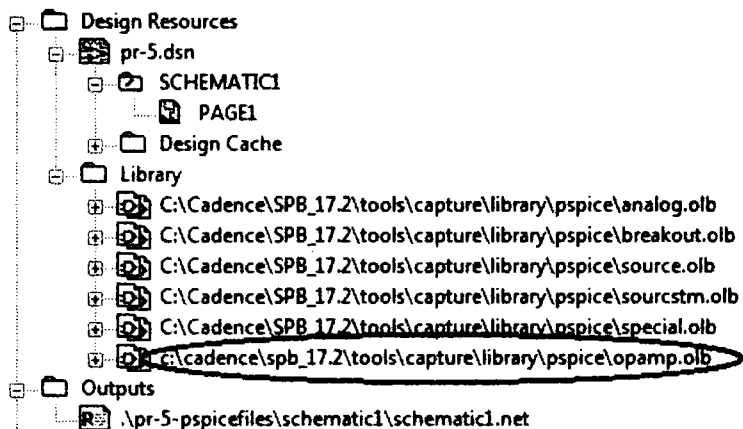 Design Resources
pr-5.dsn
SCHEMATIC1
PAGE1
Design Cache
Library
C:\Cadence\SPB_17.2\tools\capture\library\pspice\analog.olb
C:\Cadence\SPB_17.2\tools\capture\library\pspice\breakout.olb
C:\Cadence\SPB_17.2\tools\capture\library\pspice\source.olb
C:\Cadence\SPB_17.2\tools\capture\library\pspice\sourcstm.olb
C:\Cadence\SPB_17.2\tools\capture\library\pspice\special.olb
c:\cadence\spb_17.2\tools\capture\library\pspice\opamp.olb
Outputs
.\pr-5-pspicefiles\schematic1\schematic1.net